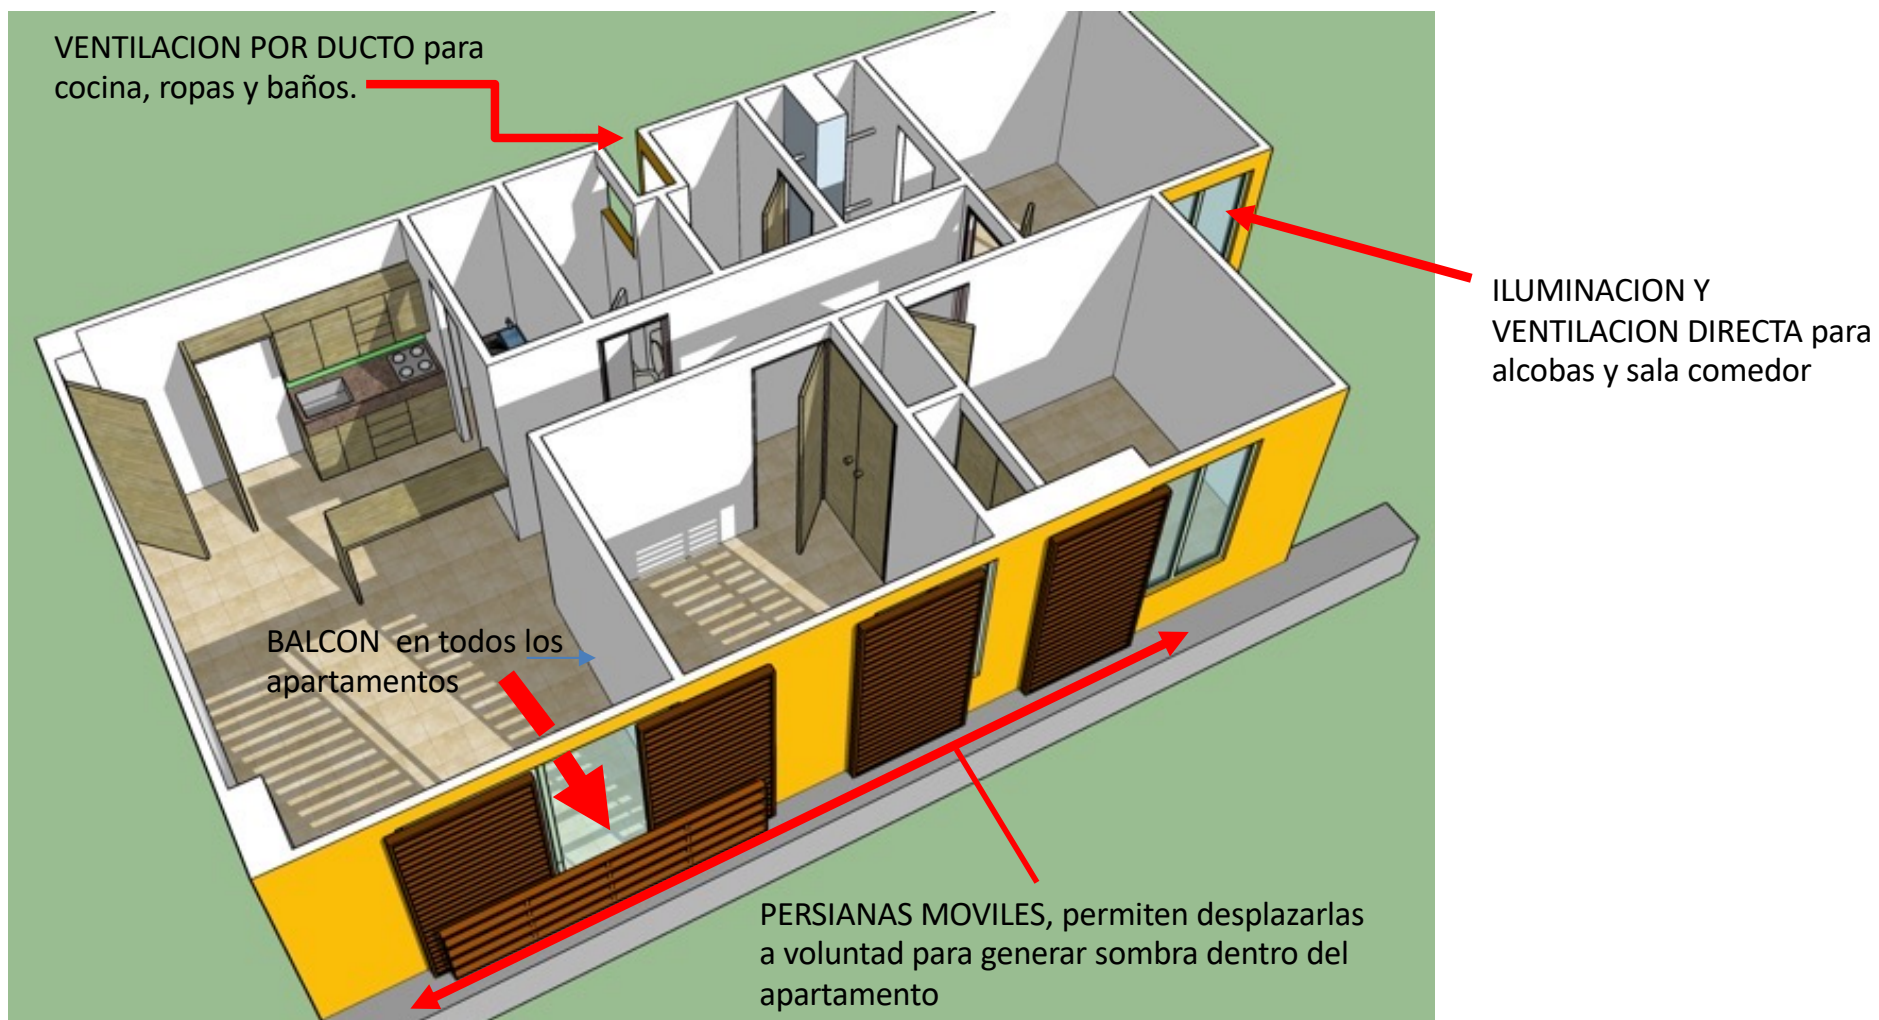 VENTILACION POR DUCTO para
cocina, ropas y baños.
ILUMINACION Y
VENTILACION DIRECTA para
alcobas y sala comedor
BALCON  en todos los
apartamentos
PERSIANAS MOVILES, permiten desplazarlas
a voluntad para generar sombra dentro del
apartamento